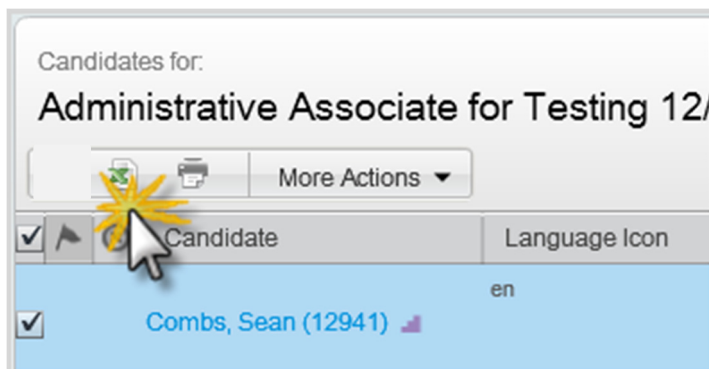 Candidates for:
Administrative Associate for Testing 12/
More Actions
Candidate Language Icon
en
Combs, Sean (12941)